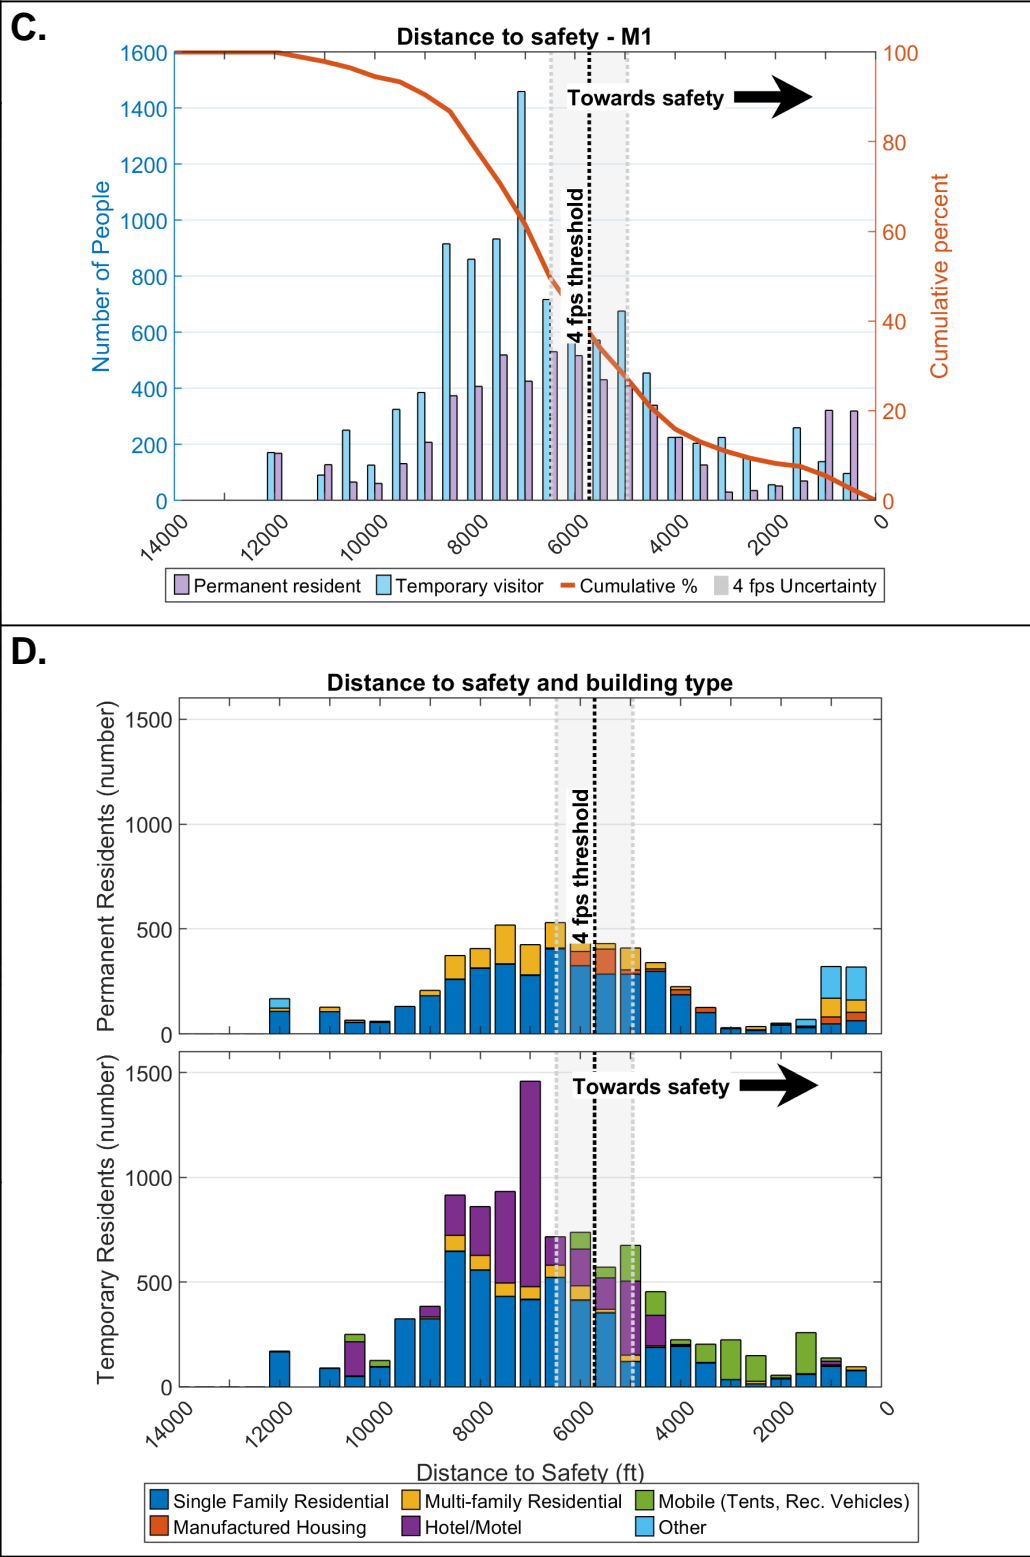 C.
Distance to safety - M1
1600
1400
1200
1000
800
600
400
200
0
Number of People
100
80
60
40
20
0
Cumulative percent
Towards safety
4 fps threshold
14000 12000 10000 8000 6000 4000 2000 0
Permanent resident Temporary visitor Cumulative % 4 fps Uncertainty
D.
Distance to safety and building type
1500
1000
500
0
Permanent Residents (number)
4 fps threshold
1500
1000
500
0
Temporary Residents (number)
Towards safety
14000 12000 10000 8000 6000 4000 2000 0
Distance to Safety (ft)
Single Family Residential Multi-family Residential Mobile (Tents, Rec. Vehicles)
Manufactured Housing Hotel/Motel Other